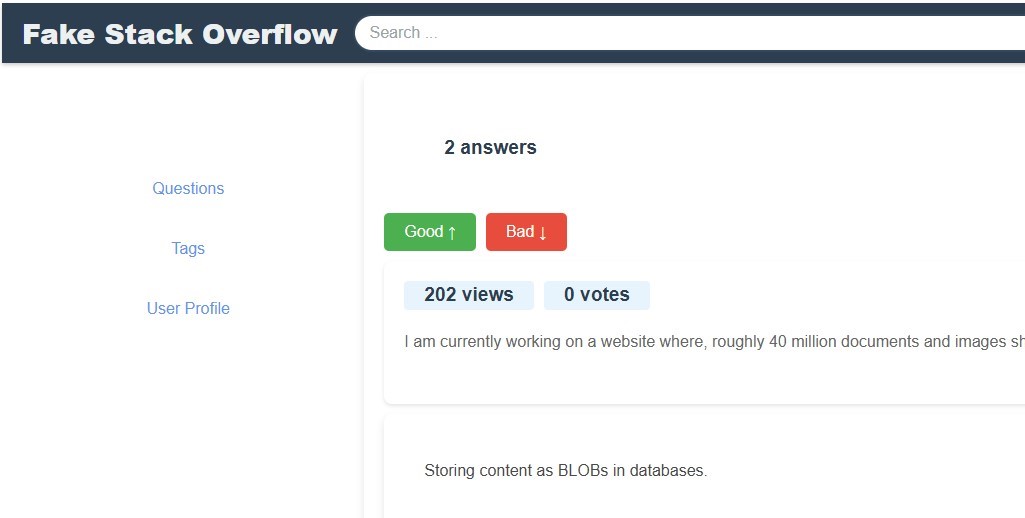 Fake Stack Overflow
Search ...
Questions
Tags
User Profile
2 answers
Good ↑ Bad ↓
202 views 0 votes
I am currently working on a website where, roughly 40 million documents and images
Storing content as BLOBs in databases.